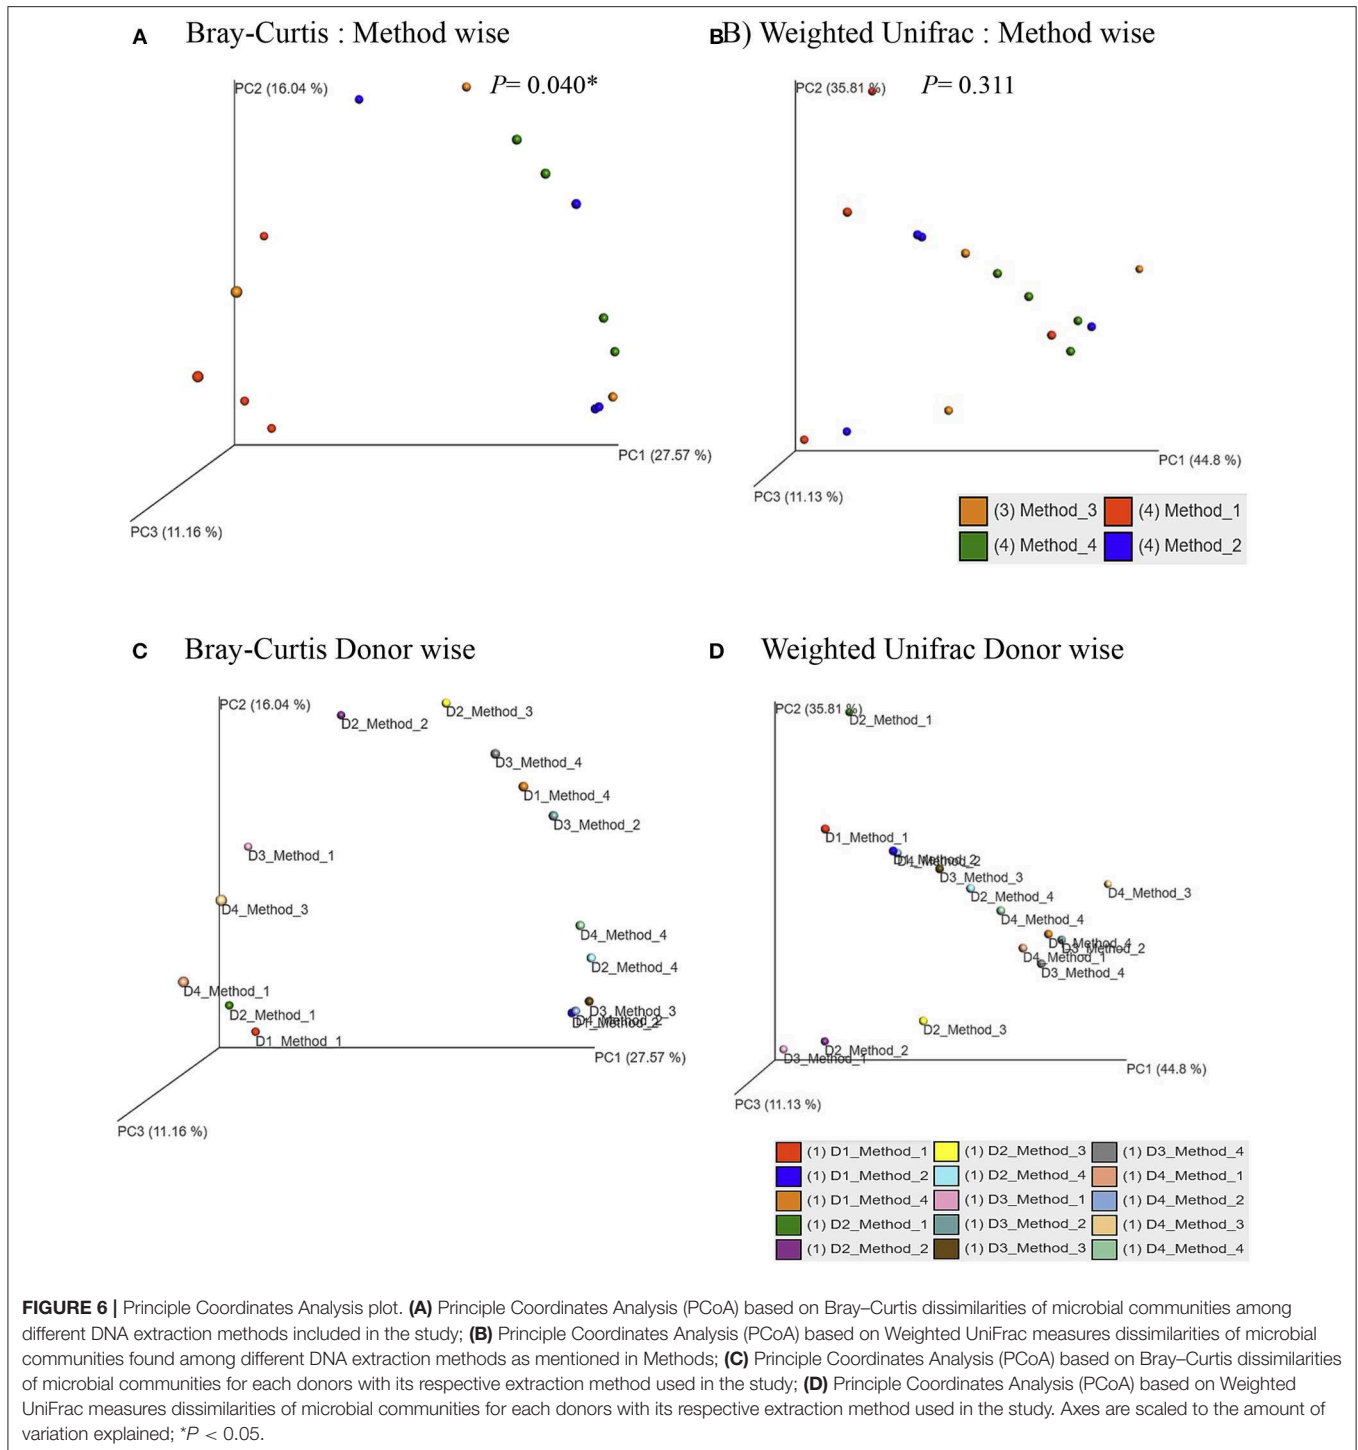 A Bray-Curtis : Method wise
PC2 (16.04 %)
P= 0.040*
PC1 (27.57 %)
PC3 (11.16 %)
B B) Weighted Unifrac : Method wise
PC2 (35.81 %)
P= 0.311
PC1 (44.8 %)
PC3 (11.13 %)
(3) Method_3 (4) Method_1
(4) Method_4 (4) Method_2
C Bray-Curtis Donor wise
PC2 (16.04 %)
D2_Method_3
D2_Method_2
D3_Method_4
D1_Method_4
D3_Method_2
D3_Method_1
D4_Method_3
D4_Method_4
D2_Method_4
D4_Method_1
D3_Method_3
D2_Method_1
D4_Method_2
D1_Method_2
D1_Method_1
PC1 (27.57 %)
PC3 (11.16 %)
D Weighted Unifrac Donor wise
PC2 (35.81 %)
D2_Method_1
D1_Method_1
D1_Method_2
D4_Method_2
D3_Method_3
D4_Method_3
D2_Method_4
D4_Method_4
D1_Method_4
D3_Method_2
D4_Method_1
D3_Method_4
D2_Method_3
D2_Method_2
D3_Method_1
PC1 (44.8 %)
PC3 (11.13 %)
(1) D1_Method_1 (1) D2_Method_3 (1) D3_Method_4
(1) D1_Method_2 (1) D2_Method_4 (1) D4_Method_1
(1) D1_Method_4 (1) D3_Method_1 (1) D4_Method_2
(1) D2_Method_1 (1) D3_Method_2 (1) D4_Method_3
(1) D2_Method_2 (1) D3_Method_3 (1) D4_Method_4
FIGURE 6 | Principle Coordinates Analysis plot. (A) Principle Coordinates Analysis (PCoA) based on Bray–Curtis dissimilarities of microbial communities among
different DNA extraction methods included in the study; (B) Principle Coordinates Analysis (PCoA) based on Weighted UniFrac measures dissimilarities of microbial
communities found among different DNA extraction methods as mentioned in Methods; (C) Principle Coordinates Analysis (PCoA) based on Bray–Curtis dissimilarities
of microbial communities for each donors with its respective extraction method used in the study; (D) Principle Coordinates Analysis (PCoA) based on Weighted
UniFrac measures dissimilarities of microbial communities for each donors with its respective extraction method used in the study. Axes are scaled to the amount of
variation explained; *P < 0.05.